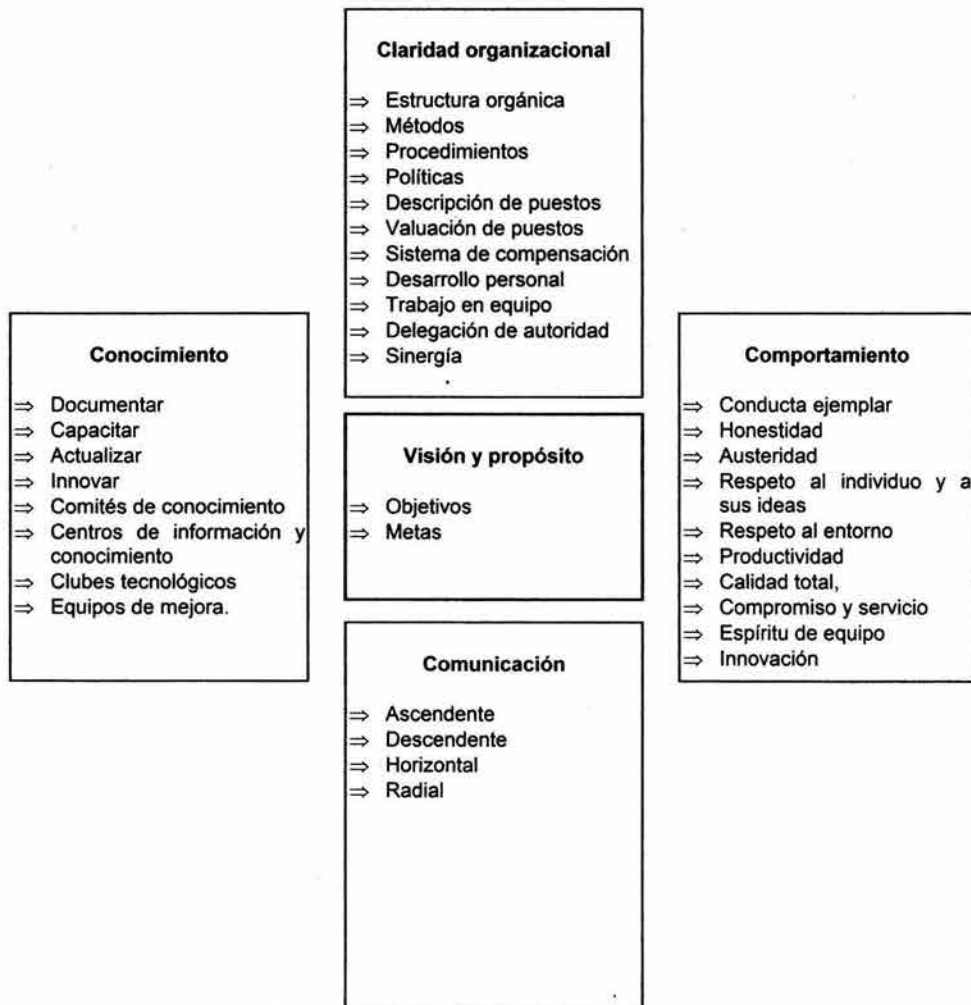 Claridad organizacional
⇒ Estructura orgánica
⇒ Métodos
⇒ Procedimientos
⇒ Políticas
⇒ Descripción de puestos
⇒ Valuación de puestos
⇒ Sistema de compensación
⇒ Desarrollo personal
⇒ Trabajo en equipo
⇒ Delegación de autoridad
⇒ Sinergía
Conocimiento
⇒ Documentar
⇒ Capacitar
⇒ Actualizar
⇒ Innovar
⇒ Comités de conocimiento
⇒ Centros de información y
conocimiento
⇒ Clubes tecnológicos
⇒ Equipos de mejora.
Visión y propósito
⇒ Objetivos
⇒ Metas
Comportamiento
⇒ Conducta ejemplar
⇒ Honestidad
⇒ Austeridad
⇒ Respeto al individuo y a
sus ideas
⇒ Respeto al entorno
⇒ Productividad
⇒ Calidad total,
⇒ Compromiso y servicio
⇒ Espíritu de equipo
⇒ Innovación
Comunicación
⇒ Ascendente
⇒ Descendente
⇒ Horizontal
⇒ Radial